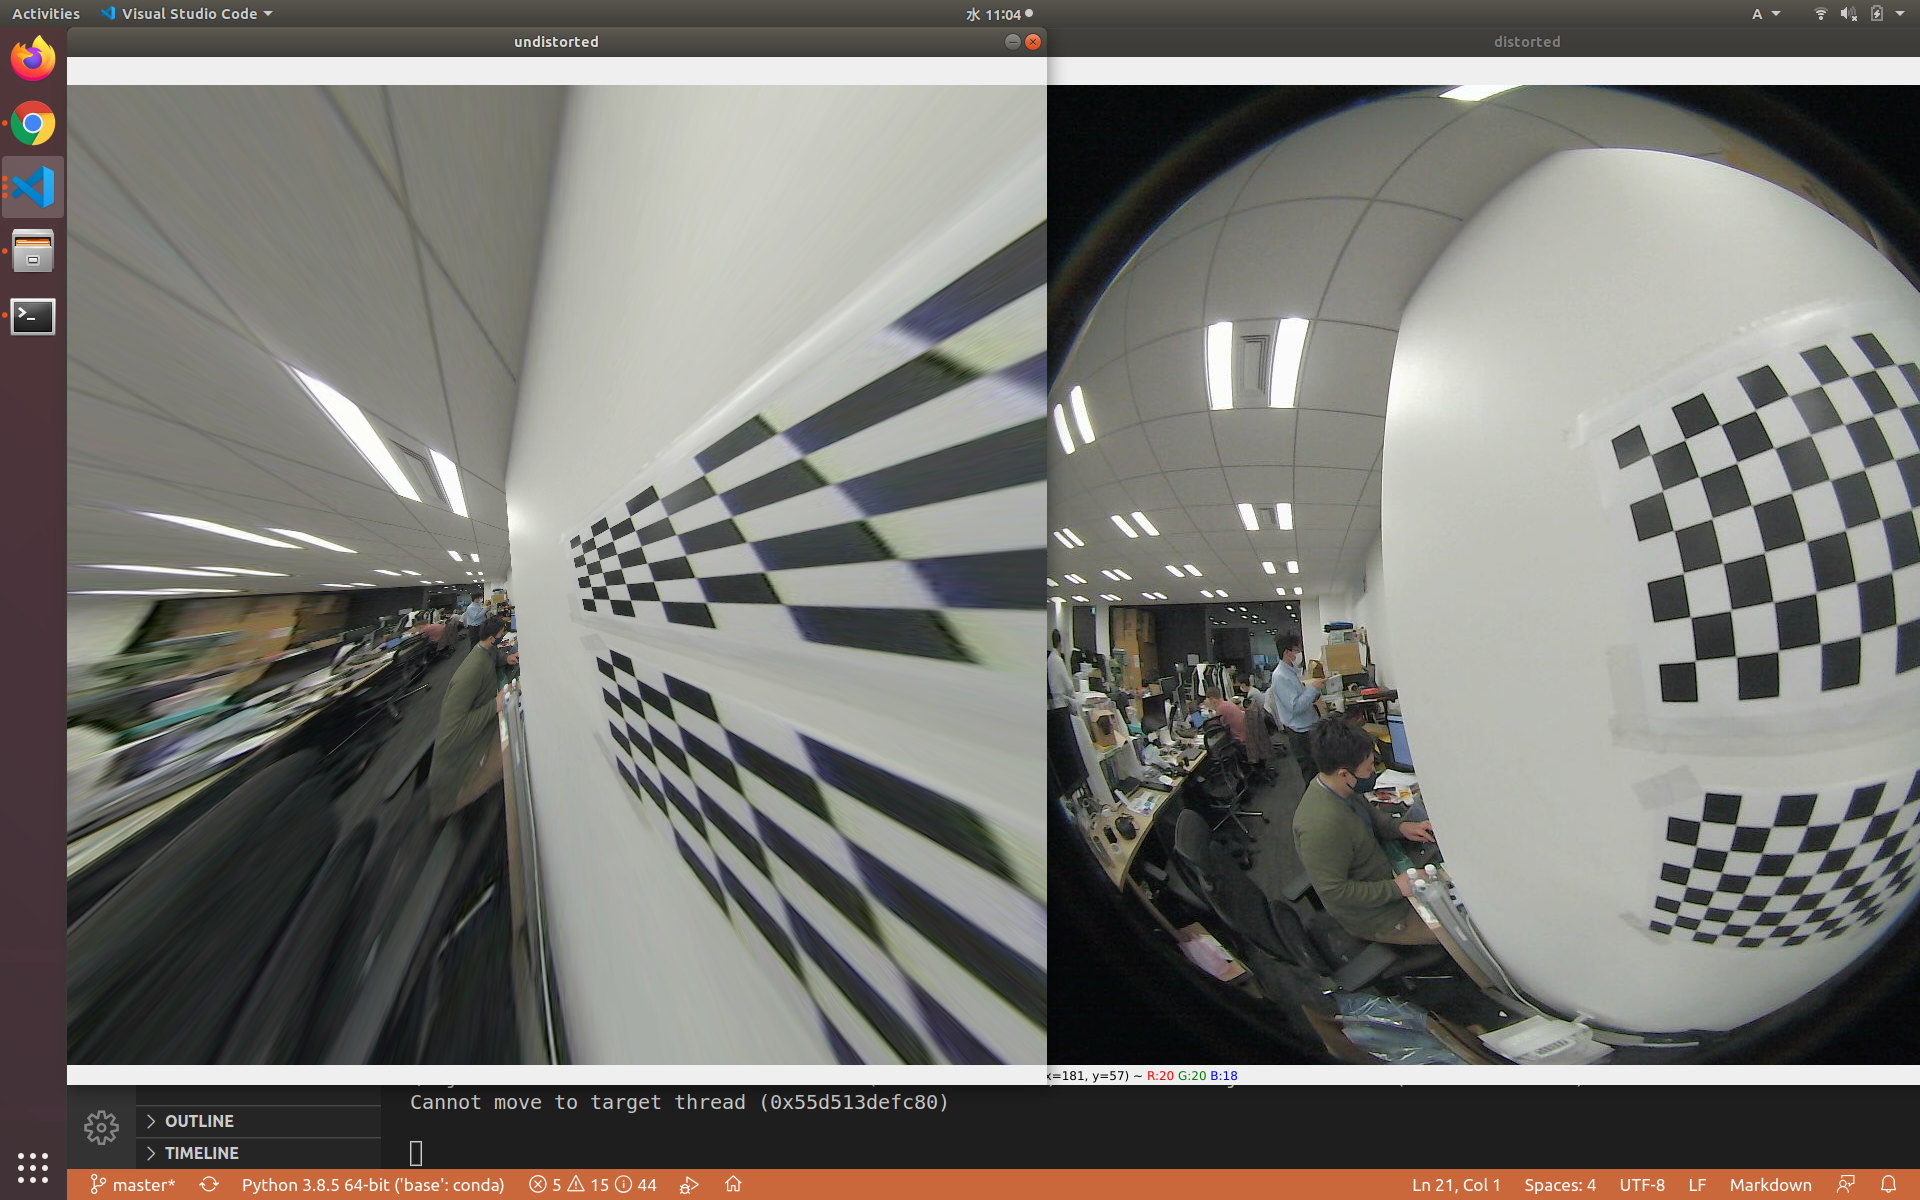 Activities
Visual Studio Code
水 11:04
A
undistorted
distorted
x=181, y=57) ~ R:20 G:20 B:18
Cannot move to target thread (0x55d513defc80)
OUTLINE
TIMELINE
master*
Python 3.8.5 64-bit ('base': conda)
5
15
44
Ln 21, Col 1
Spaces: 4
UTF-8
LF
Markdown